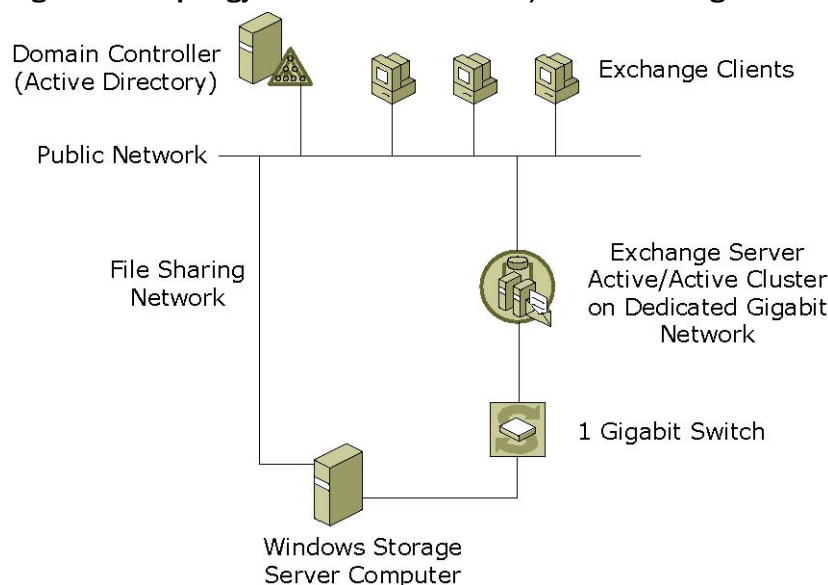 Domain Controller
(Active Directory)
Exchange Clients
Public Network
File Sharing
Network
Exchange Server
Active/Active Cluster
on Dedicated Gigabit
Network
1 Gigabit Switch
Windows Storage
Server Computer